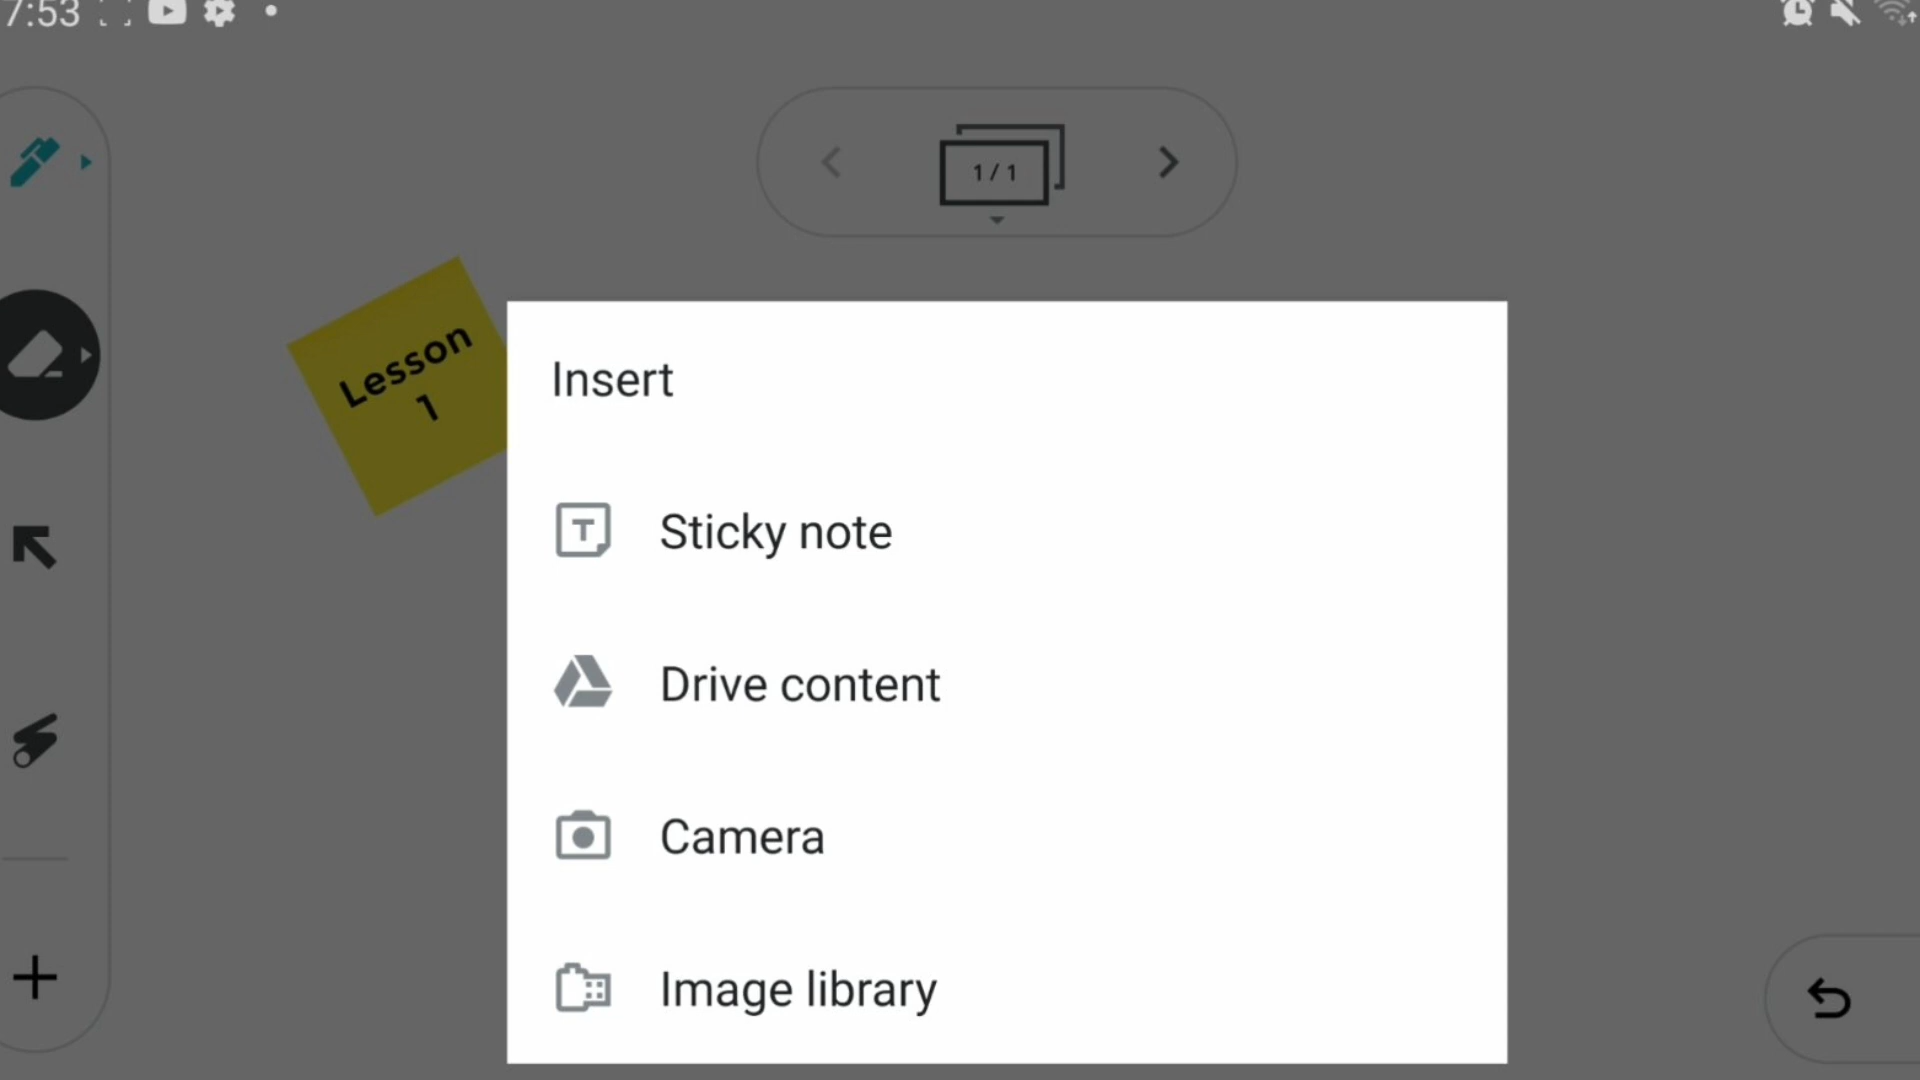 7:53
1 / 1
Lesson
1
Insert
Sticky note
Drive content
Camera
Image library